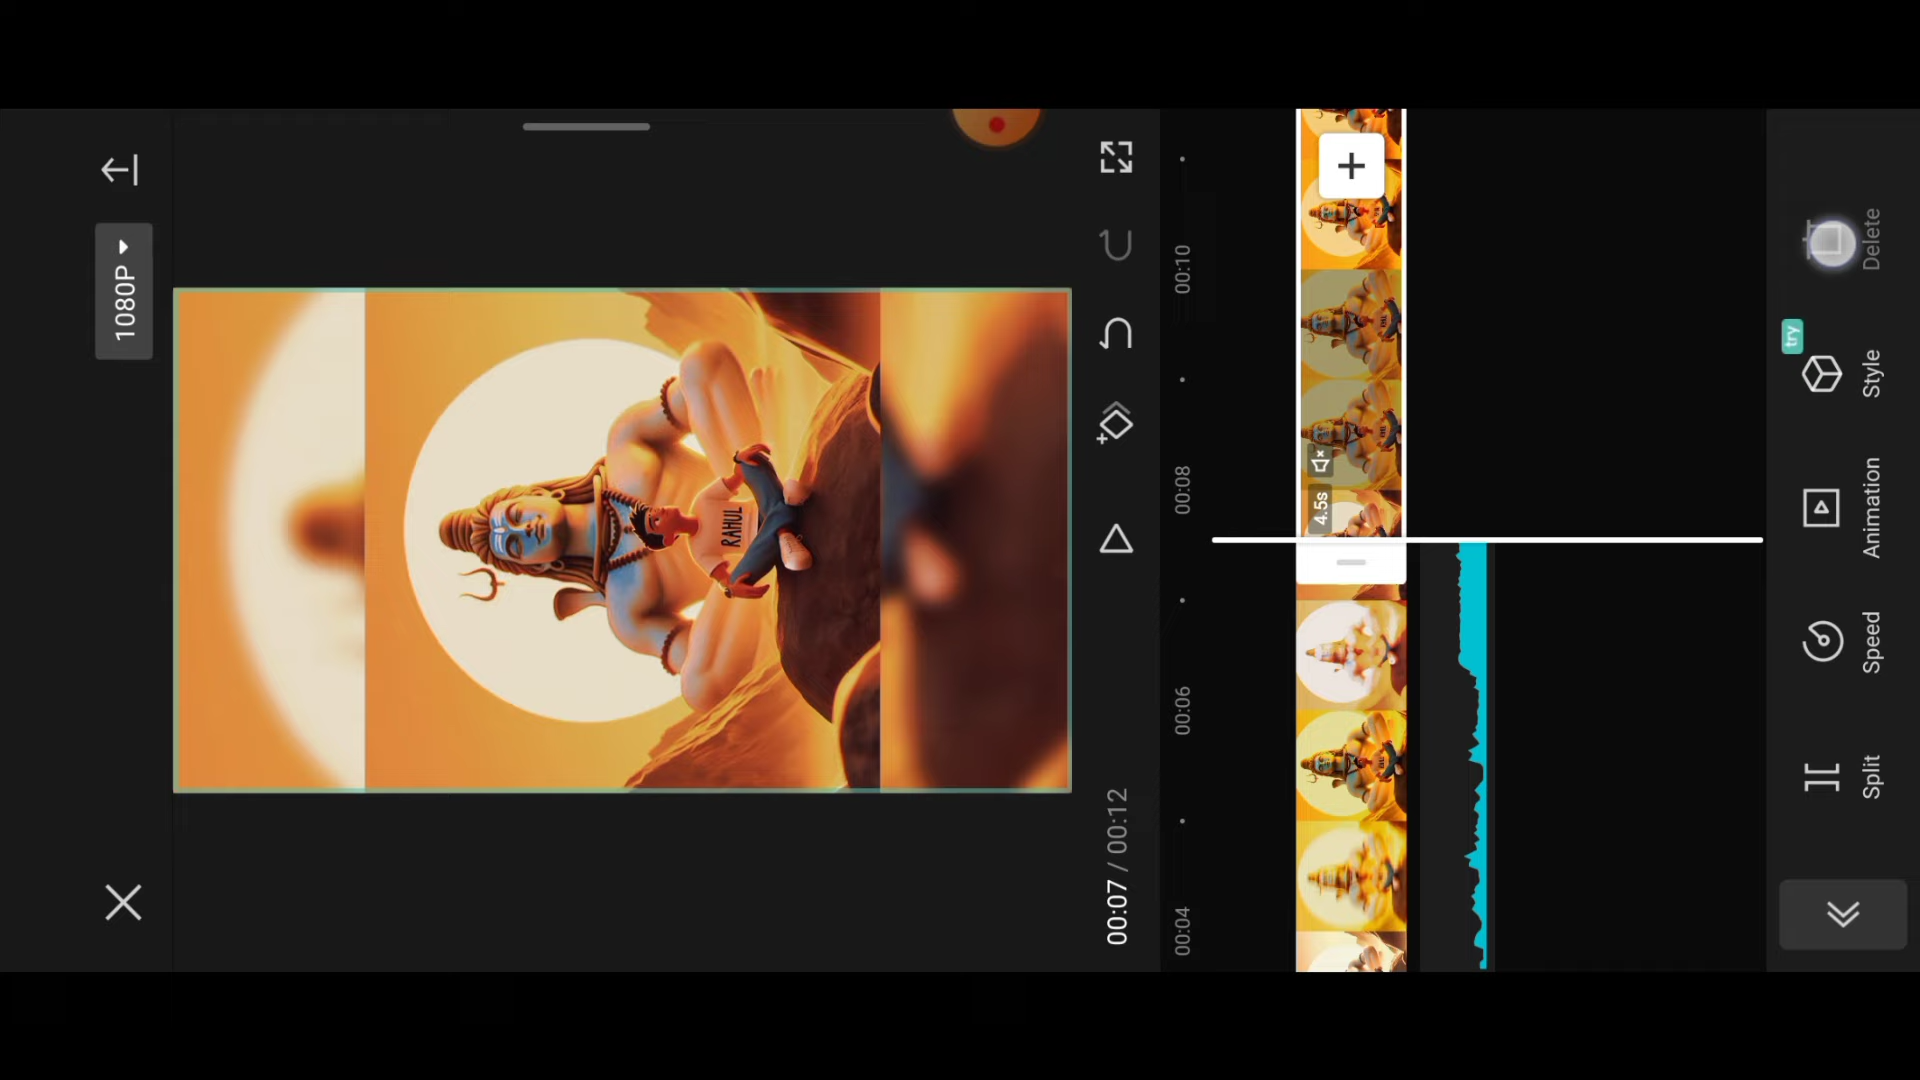 1080P
RAHUL
00:07 / 00:12
00:04
00:06
00:08
00:10
4.5s
Split
Speed
Animation
try
Style
Delete